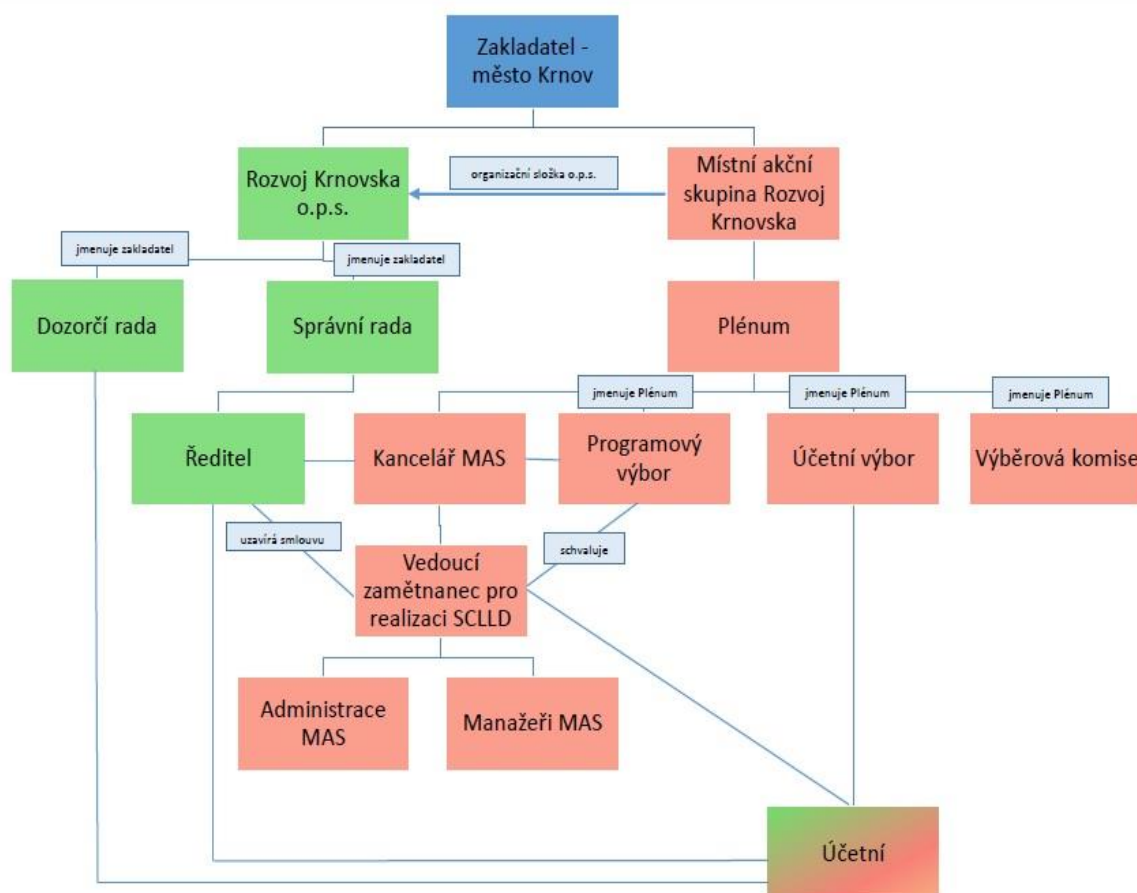 Zakladatel -
město Krnov
Rozvoj Krnovska
o.p.s.
organizační složka o.p.s.
Místní akční
skupina Rozvoj
Krnovska
jmenuje zakladatel
jmenuje zakladatel
Dozorčí rada
Správní rada
Plénum
jmenuje Plénum
jmenuje Plénum
jmenuje Plénum
Ředitel
Kancelář MAS
Programový
výbor
Účetní výbor
Výběrová komise
uzavírá smlouvu
schvaluje
Vedoucí
zamětnanec pro
realizaci SCLLD
Administrace
MAS
Manažeři MAS
Účetní